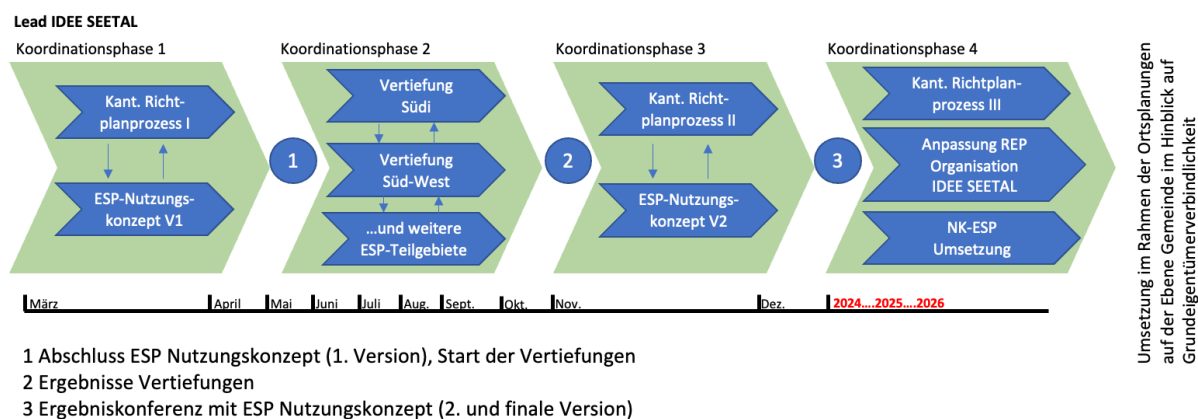 Lead IDEE SEETAL
Koordinationsphase 1
Kant. Richt-
planprozess I
ESP-Nutzungs-
konzept V1
1
Koordinationsphase 2
Vertiefung
Südi
Vertiefung
Süd-West
...und weitere
ESP-Teilgebiete
2
Koordinationsphase 3
Kant. Richt-
planprozess II
ESP-Nutzungs-
konzept V2
3
Koordinationsphase 4
Kant. Richtplan-
prozess III
Anpassung REP
Organisation
IDEE SEETAL
NK-ESP
Umsetzung
Umsetzung im Rahmen der Ortsplanungen
auf der Ebene Gemeinde im Hinblick auf
Grundeigentümerverbindlichkeit
März April Mai Juni Juli Aug. Sept. Okt. Nov. Dez. 2024....2025....2026
1 Abschluss ESP Nutzungskonzept (1. Version), Start der Vertiefungen
2 Ergebnisse Vertiefungen
3 Ergebniskonferenz mit ESP Nutzungskonzept (2. und finale Version)